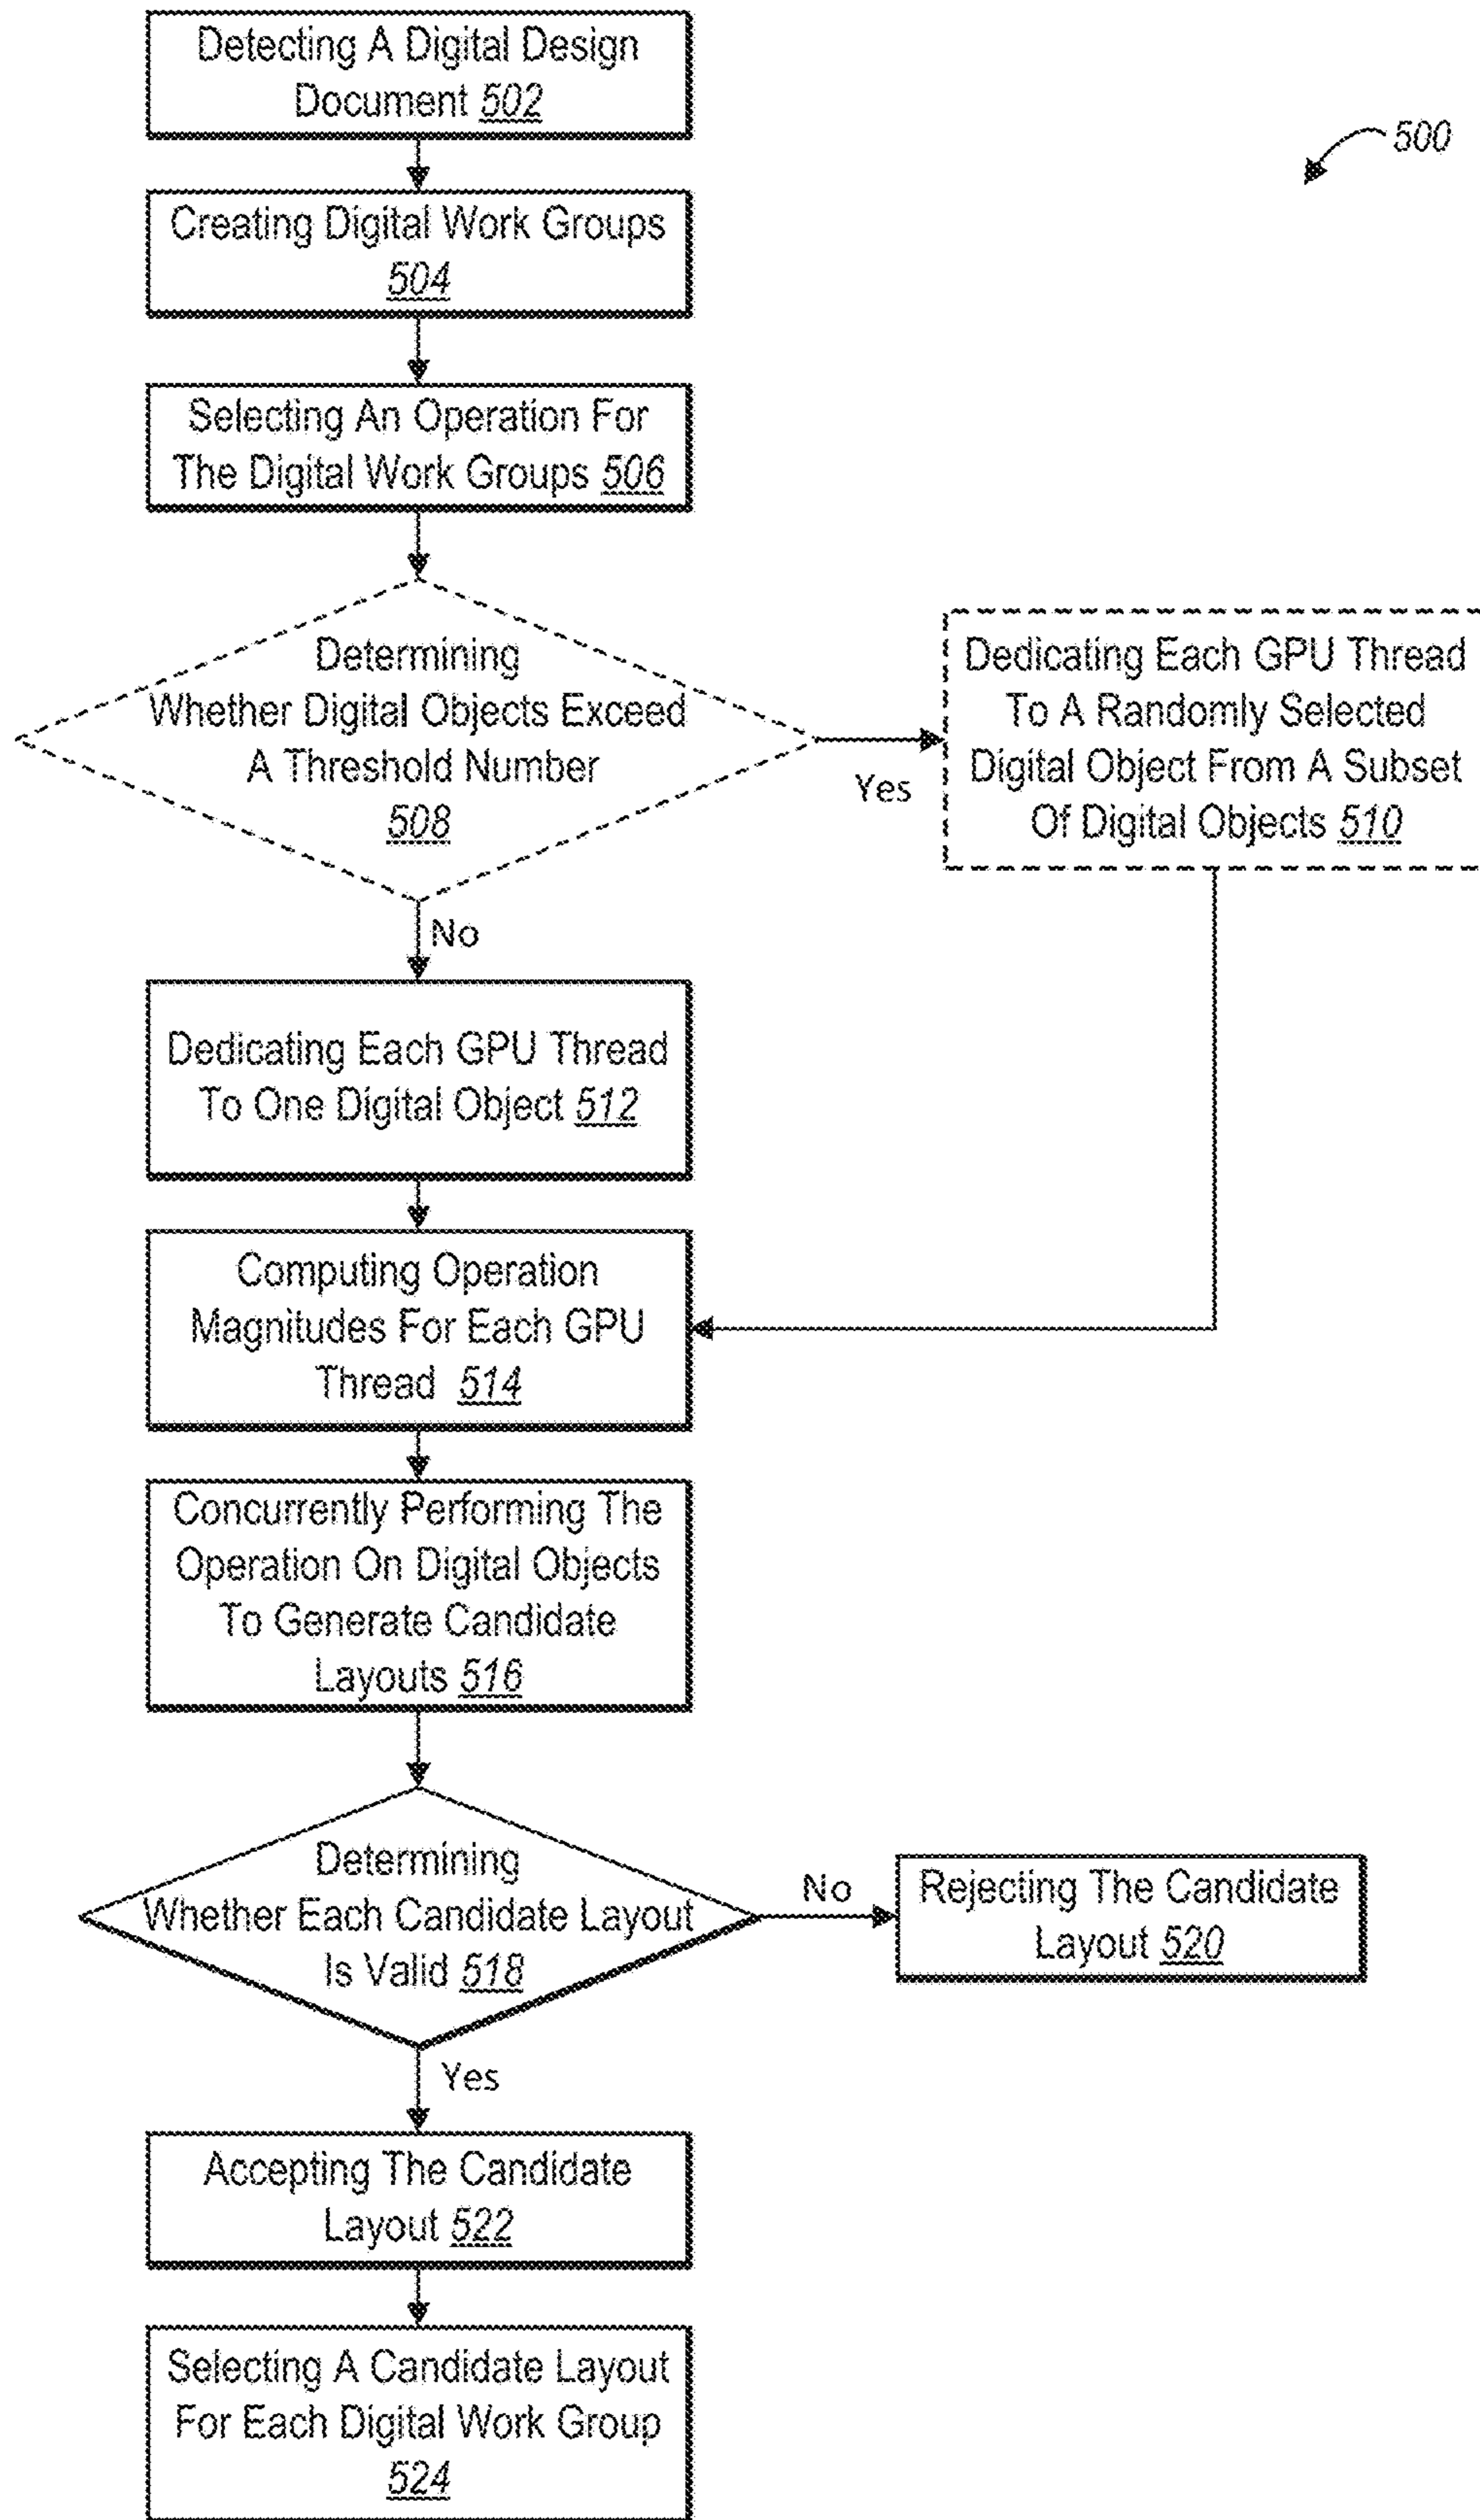 Detecting A Digital Design
Document 502
500
Creating Digital Work Groups
504
Selecting An Operation For
The Digital Work Groups 506
Determining
Whether Digital Objects Exceed
A Threshold Number
508
Yes
Dedicating Each GPU Thread
To A Randomly Selected
Digital Object From A Subset
Of Digital Objects 510
No
Dedicating Each GPU Thread
To One Digital Object 512
Computing Operation
Magnitudes For Each GPU
Thread 514
Concurrently Performing The
Operation On Digital Objects
To Generate Candidate
Layouts 516
Determining
Whether Each Candidate Layout
Is Valid 518
No
Rejecting The Candidate
Layout 520
Yes
Accepting The Candidate
Layout 522
Selecting A Candidate Layout
For Each Digital Work Group
524